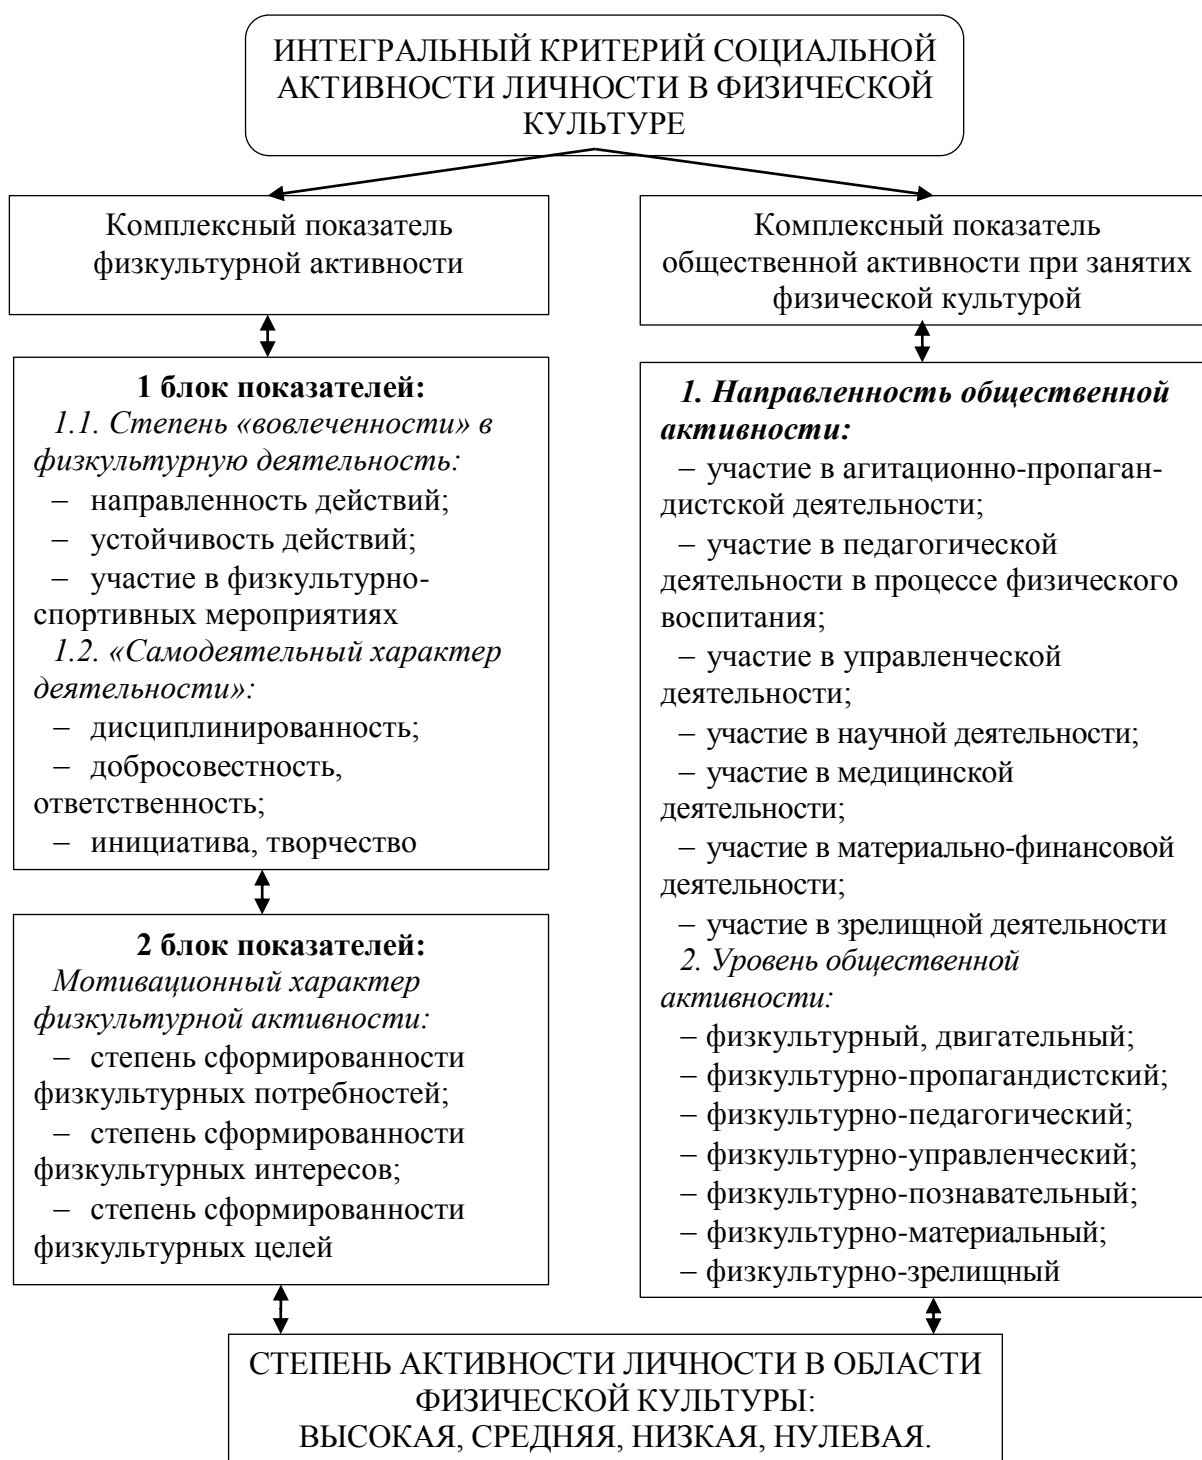 ИНТЕГРАЛЬНЫЙ КРИТЕРИЙ СОЦИАЛЬНОЙ
АКТИВНОСТИ ЛИЧНОСТИ В ФИЗИЧЕСКОЙ
КУЛЬТУРЕ
Комплексный показатель
физкультурной активности
Комплексный показатель
общественной активности при занятих
физической культурой
1 блок показателей:
1.1. Степень «вовлеченности» в
физкультурную деятельность:
– направленность действий;
– устойчивость действий;
– участие в физкультурно-
спортивных мероприятиях
1.2. «Самодеятельный характер
деятельности»:
– дисциплинированность;
– добросовестность,
ответственность;
– инициатива, творчество
2 блок показателей:
Мотивационный характер
физкультурной активности:
– степень сформированности
физкультурных потребностей;
– степень сформированности
физкультурных интересов;
– степень сформированности
физкультурных целей
1. Направленность общественной
активности:
– участие в агитационно-пропаган-
дистской деятельности;
– участие в педагогической
деятельности в процессе физического
воспитания;
– участие в управленческой
деятельности;
– участие в научной деятельности;
– участие в медицинской
деятельности;
– участие в материально-финансовой
деятельности;
– участие в зрелищной деятельности
2. Уровень общественной
активности:
– физкультурный, двигательный;
– физкультурно-пропагандистский;
– физкультурно-педагогический;
– физкультурно-управленческий;
– физкультурно-познавательный;
– физкультурно-материальный;
– физкультурно-зрелищный
СТЕПЕНЬ АКТИВНОСТИ ЛИЧНОСТИ В ОБЛАСТИ
ФИЗИЧЕСКОЙ КУЛЬТУРЫ:
ВЫСОКАЯ, СРЕДНЯЯ, НИЗКАЯ, НУЛЕВАЯ.